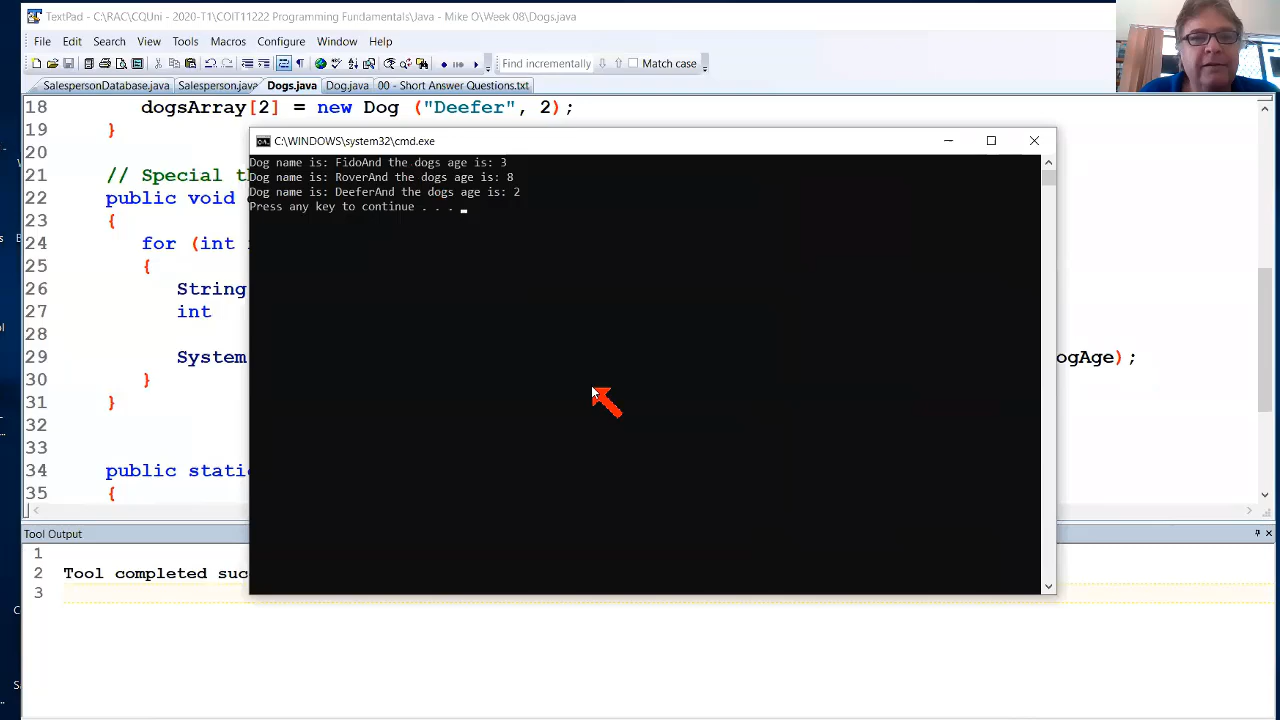 TextPad - C:\RAC\CQUni - 2020-T1\COIT11222 Programming Fundamentals\Java - Mike O\Week 08\Dogs.java
File Edit Search View Tools Macros Configure Window Help
Find incrementally Match case
SalespersonDatabase.java Salesperson.java Dogs.java Dog.java 00 - Short Answer Questions.txt
18 dogsArray[2] = new Dog ("Deefer", 2);
19 }
C:\WINDOWS\system32\cmd.exe
Dog name is: FidoAnd the dogs age is: 3
Dog name is: RoverAnd the dogs age is: 8
Dog name is: DeeferAnd the dogs age is: 2
Press any key to continue . . .
20
21 // Special th
22 public void
23 {
24 for (int
25 {
26 String
27 int
28
29 System ogAge);
30 }
31 }
32
33
34 public stati
35 {
Tool Output
1
2 Tool completed suc
3